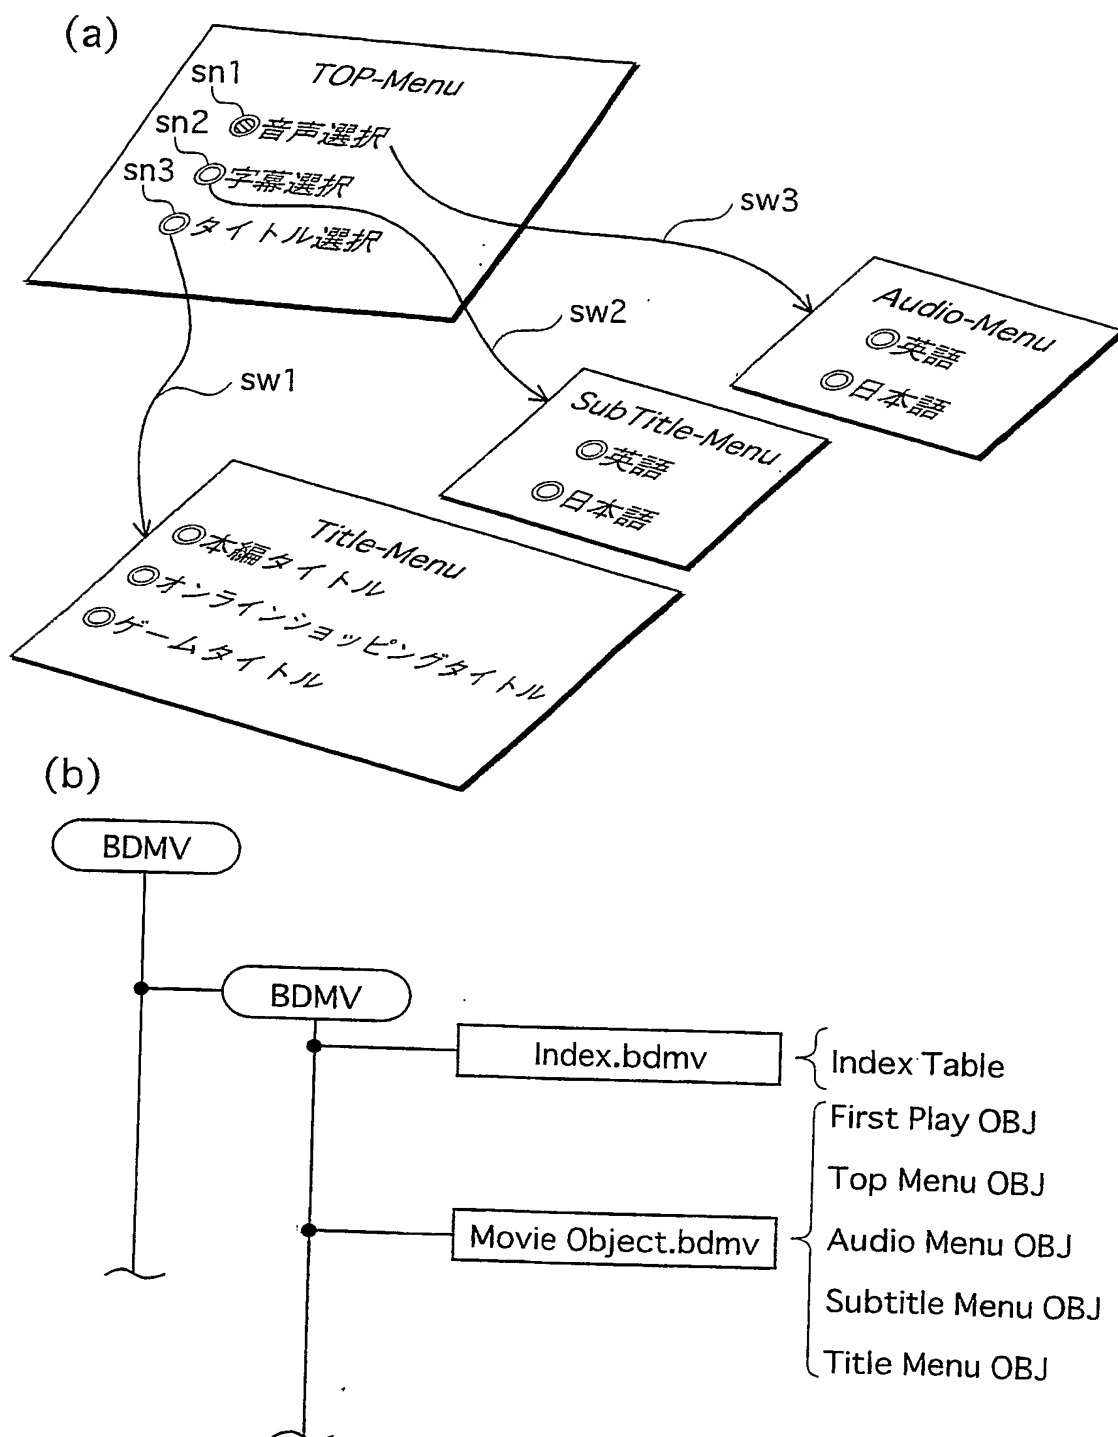 (a)
TOP-Menu
sn1
音声選択
sn2
字幕選択
sn3
タイトル選択
sw3
sw2
sw1
Audio-Menu
英語
日本語
SubTitle-Menu
英語
日本語
Title-Menu
本編タイトル
オンラインショッピングタイトル
ゲームタイトル
(b)
BDMV
BDMV
Index.bdmv
Index Table
Movie Object.bdmv
First Play OBJ
Top Menu OBJ
Audio Menu OBJ
Subtitle Menu OBJ
Title Menu OBJ